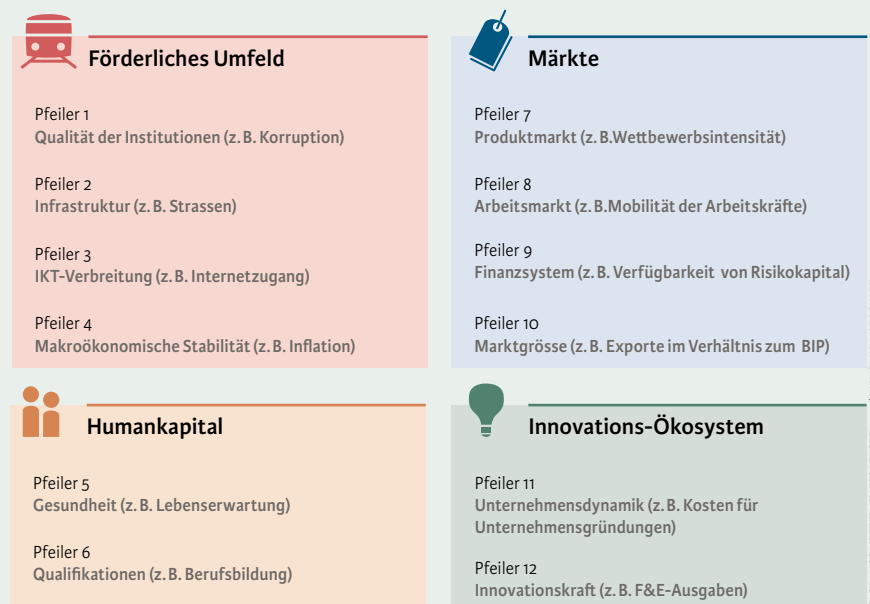 Förderliches Umfeld
Pfeiler 1
Qualität der Institutionen (z. B. Korruption)
Pfeiler 2
Infrastruktur (z. B. Strassen)
Pfeiler 3
IKT-Verbreitung (z. B. Internetzugang)
Pfeiler 4
Makroökonomische Stabilität (z. B. Inflation)
Märkte
Pfeiler 7
Produktmarkt (z. B.Wettbewerbsintensität)
Pfeiler 8
Arbeitsmarkt (z. B.Mobilität der Arbeitskräfte)
Pfeiler 9
Finanzsystem (z. B. Verfügbarkeit von Risikokapital)
Pfeiler 10
Marktgrösse (z. B. Exporte im Verhältnis zum BIP)
Humankapital
Pfeiler 5
Gesundheit (z. B. Lebenserwartung)
Pfeiler 6
Qualifikationen (z. B. Berufsbildung)
Innovations-Ökosystem
Pfeiler 11
Unternehmensdynamik (z. B. Kosten für
Unternehmensgründungen)
Pfeiler 12
Innovationskraft (z. B. F&E-Ausgaben)